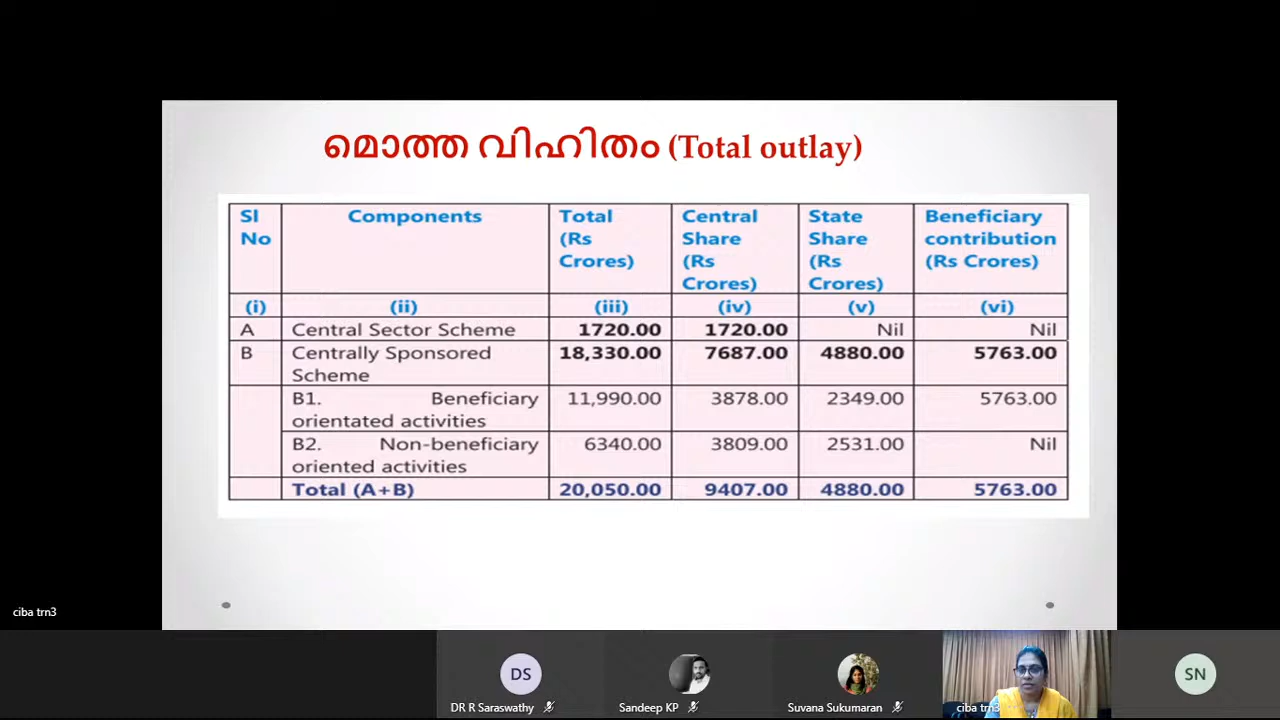 മൊത്ത വിഹിതം (Total outlay)
Sl No Components Total (Rs Crores) Central Share (Rs Crores) State Share (Rs Crores) Beneficiary contribution (Rs Crores)
(i) (ii) (iii) (iv) (v) (vi)
A Central Sector Scheme 1720.00 1720.00 Nil Nil
B Centrally Sponsored Scheme 18,330.00 7687.00 4880.00 5763.00
B1. Beneficiary orientated activities 11,990.00 3878.00 2349.00 5763.00
B2. Non-beneficiary oriented activities 6340.00 3809.00 2531.00 Nil
Total (A+B) 20,050.00 9407.00 4880.00 5763.00
ciba trn3
DS
SN
DR R Saraswathy
Sandeep KP
Suvana Sukumaran
ciba trn3